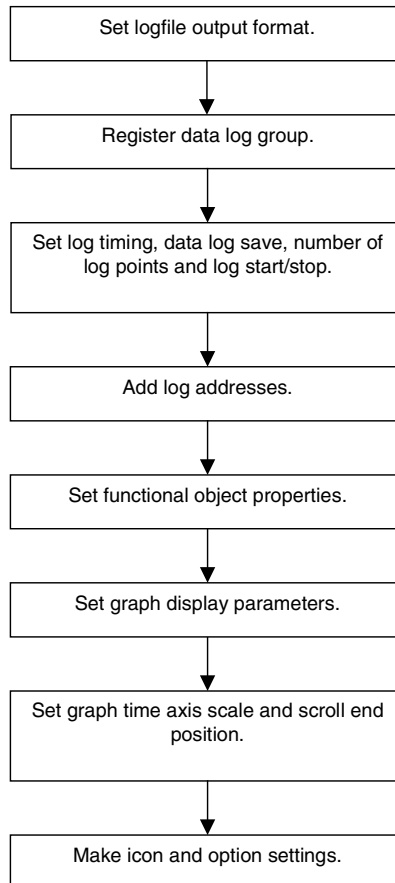 Set logfile output format.
Register data log group.
Set log timing, data log save, number of
log points and log start/stop.
Add log addresses.
Set functional object properties.
Set graph display parameters.
Set graph time axis scale and scroll end
position.
Make icon and option settings.